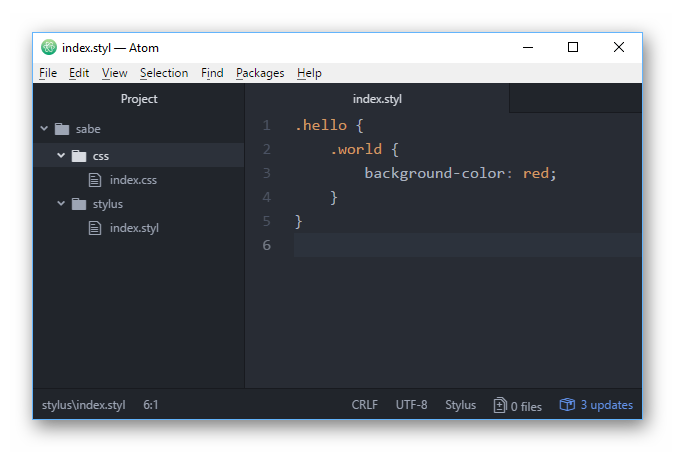 index.styl — Atom
File Edit View Selection Find Packages Help
Project
index.styl
sabe
css
index.css
stylus
index.styl
1 .hello {
2 .world {
3 background-color: red;
4 }
5 }
6
stylus\index.styl 6:1 CRLF UTF-8 Stylus 0 files 3 updates